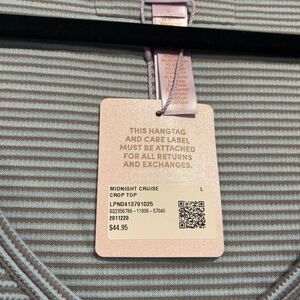 THIS HANGTAG
AND CARE LABEL
MUST BE ATTACHED
FOR ALL RETURNS
AND EXCHANGES.
MIDNIGHT CRUISE L
CROP TOP
LPN0413791025
2011220
$44.95